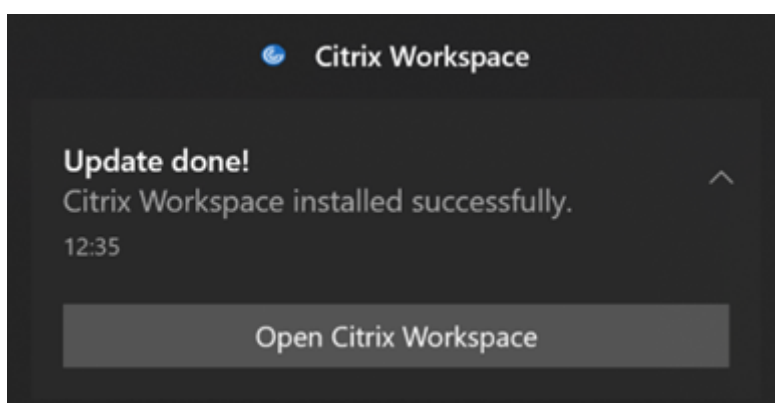 Citrix Workspace
Update done!
Citrix Workspace installed successfully.
12:35
Open Citrix Workspace